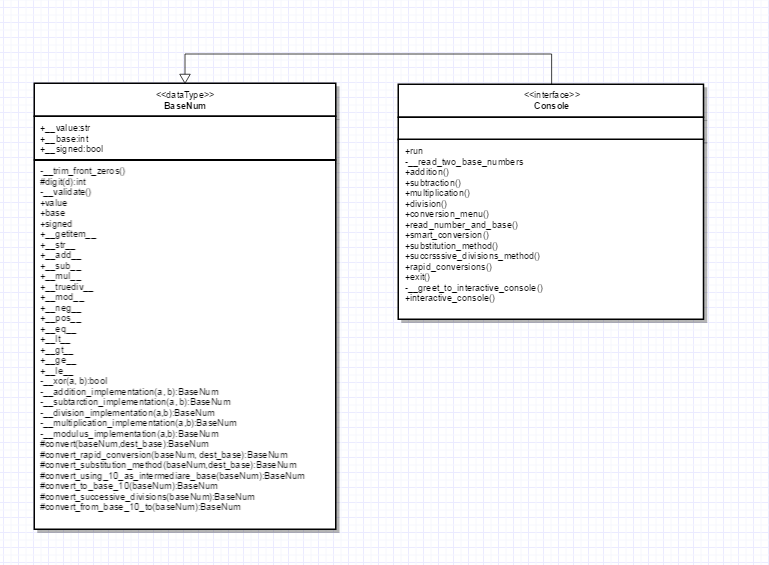 <<dataType>>
BaseNum
+__value:str
+__base:int
+__signed:bool
-__trim_front_zeros()
#digit(d):int
-__validate()
+value
+base
+signed
+__getitem__
+__str__
+__add__
+__sub__
+__mul__
+__truediv__
+__mod__
+__neg__
+__pos__
+__eq__
+__lt__
+__gt__
+__ge__
+__le__
-__xor(a, b):bool
-__addition_implementation(a, b):BaseNum
-__subtarction_implementation(a, b):BaseNum
-__division_implementation(a,b):BaseNum
-__multiplication_implementation(a,b):BaseNum
-__modulus_implementation(a,b):BaseNum
#convert(baseNum,dest_base):BaseNum
#convert_rapid_conversion(baseNum, dest_base):BaseNum
#convert_substitution_method(baseNum,dest_base):BaseNum
#convert_using_10_as_intermediare_base(baseNum):BaseNum
#convert_to_base_10(baseNum):BaseNum
#convert_successive_divisions(baseNum):BaseNum
#convert_from_base_10_to(baseNum):BaseNum
<<interface>>
Console
+run
-__read_two_base_numbers
+addition()
+subtraction()
+multiplication()
+division()
+conversion_menu()
+read_number_and_base()
+smart_conversion()
+substitution_method()
+succrsssive_divisions_method()
+rapid_conversions()
+exit()
-__greet_to_interactive_console()
+interactive_console()